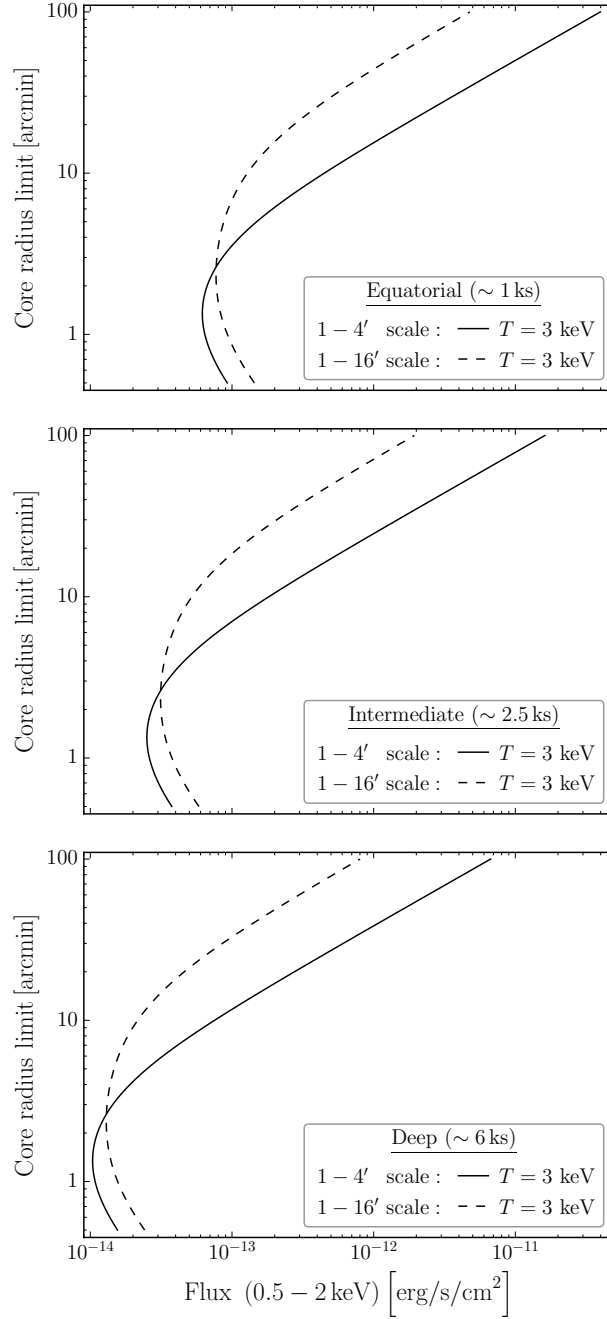 100
10
1
Core radius limit [arcmin]
Equatorial (∼ 1 ks)
1 − 4′ scale : T = 3 keV
1 − 16′ scale : T = 3 keV
100
10
1
Core radius limit [arcmin]
Intermediate (∼ 2.5 ks)
1 − 4′ scale : T = 3 keV
1 − 16′ scale : T = 3 keV
100
10
1
Core radius limit [arcmin]
Deep (∼ 6 ks)
1 − 4′ scale : T = 3 keV
1 − 16′ scale : T = 3 keV
10⁻¹⁴ 10⁻¹³ 10⁻¹² 10⁻¹¹
Flux (0.5 − 2 keV) [erg/s/cm²]